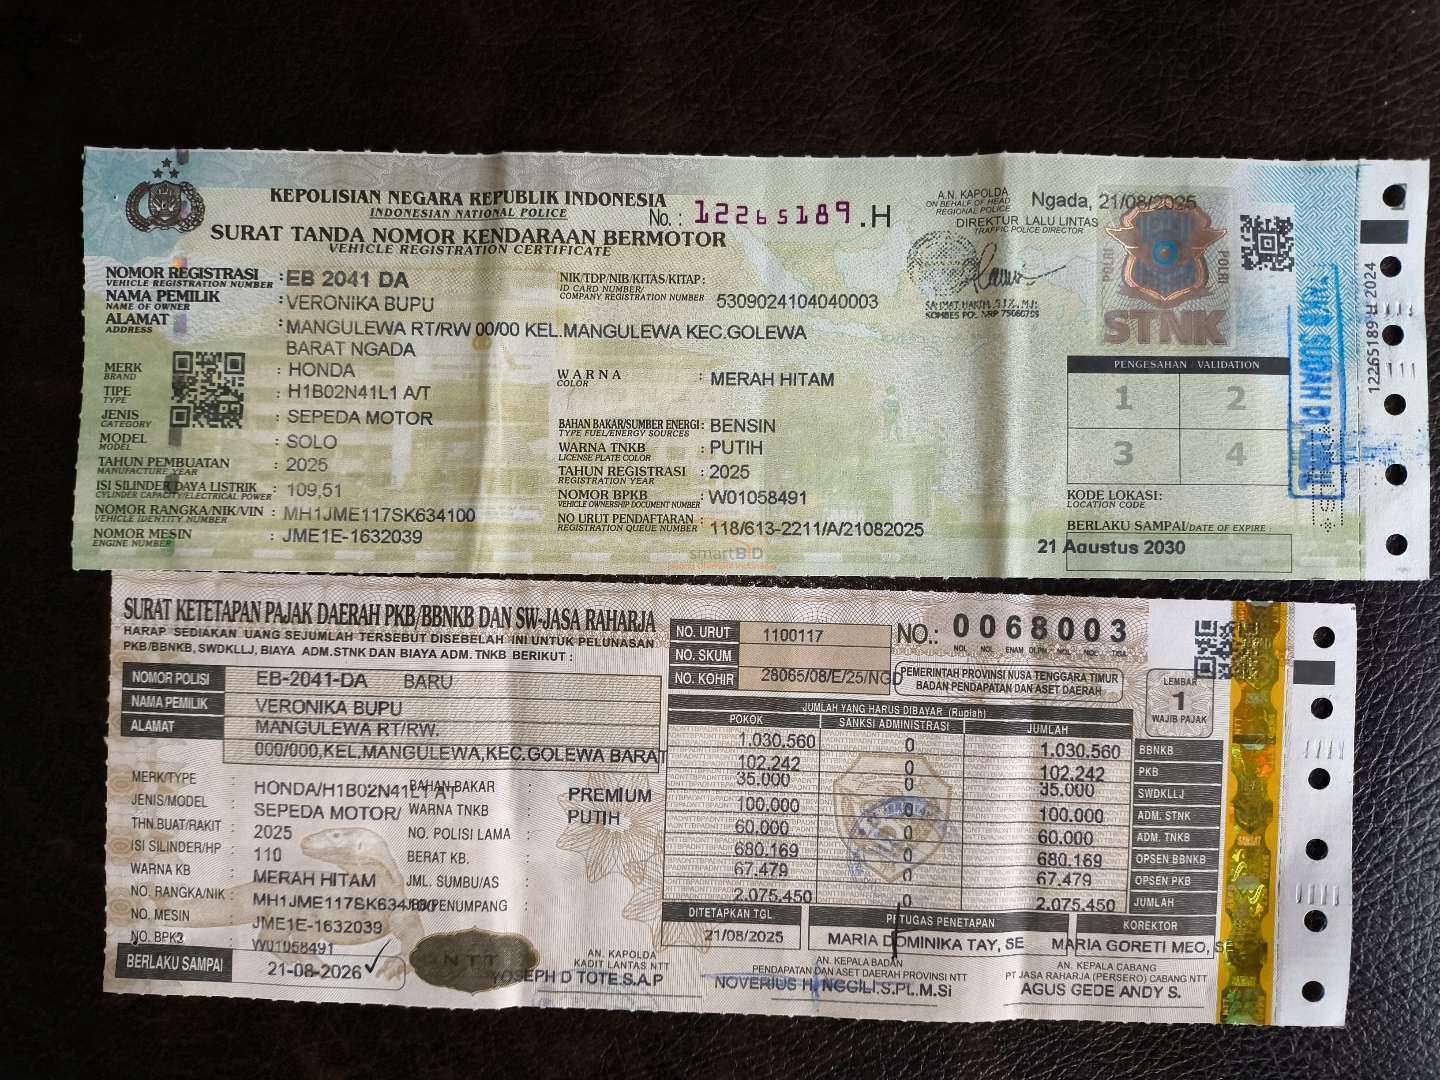 KEPOLISIAN NEGARA REPUBLIK INDONESIA
INDONESIAN NATIONAL POLICE
No. : 12265189 .H
SURAT TANDA NOMOR KENDARAAN BERMOTOR
VEHICLE REGISTRATION CERTIFICATE
A.N. KAPOLDA
ON BEHALF OF HEAD
REGIONAL POLICE
Ngada, 21/08/2025
DIREKTUR LALU LINTAS
TRAFFIC POLICE DIRECTOR
KOMBES POL NRP
POLRI
POLRI
STNK
NOMOR REGISTRASI : EB 2041 DA
VEHICLE REGISTRATION NUMBER
NAMA PEMILIK : VERONIKA BUPU
NAME OF OWNER
NIK/TDP/NIB/KITAS/KITAP :
ID CARD NUMBER/
COMPANY REGISTRATION NUMBER
5309024104040003
ALAMAT : MANGULEWA RT/RW 00/00 KEL.MANGULEWA KEC.GOLEWA
ADDRESS
BARAT NGADA
MERK : HONDA
BRAND
TIPE : H1B02N41L1 A/T
TYPE
JENIS : SEPEDA MOTOR
CATEGORY
MODEL : SOLO
MODEL
TAHUN PEMBUATAN : 2025
MANUFACTURE YEAR
ISI SILINDER/DAYA LISTRIK : 109,51
CYLINDER CAPACITY/ELECTRICAL POWER
NOMOR RANGKA/NIK/VIN : MH1JME117SK634100
VEHICLE IDENTITY NUMBER
NOMOR MESIN : JME1E-1632039
ENGINE NUMBER
WARNA : MERAH HITAM
COLOR
BAHAN BAKAR/SUMBER ENERGI : BENSIN
TYPE FUEL/ENERGY SOURCES
WARNA TNKB : PUTIH
LICENSE PLATE COLOR
TAHUN REGISTRASI : 2025
REGISTRATION YEAR
NOMOR BPKB : W01058491
VEHICLE OWNERSHIP DOCUMENT NUMBER
NO URUT PENDAFTARAN : 118/613-2211/A/21082025
REGISTRATION QUEUE NUMBER
PENGESAHAN / VALIDATION
1 2
3 4
KODE LOKASI:
LOCATION CODE
BERLAKU SAMPAI/DATE OF EXPIRE :
21 Agustus 2030
12265189 H 2024
smartBID
SURAT KETETAPAN PAJAK DAERAH PKB/BBNKB DAN SW-JASA RAHARJA
HARAP SEDIAKAN UANG SEJUMLAH TERSEBUT DISEBELAH INI UNTUK PELUNASAN
PKB/BBNKB, SWDKLLJ, BIAYA ADM.STNK DAN BIAYA ADM. TNKB BERIKUT :
NO. URUT 1100117
NO. SKUM
NO. KOHIR 28065/08/E/25/NGD
NO.: 0068003
PEMERINTAH PROVINSI NUSA TENGGARA TIMUR
BADAN PENDAPATAN DAN ASET DAERAH
LEMBAR
1
WAJIB PAJAK
NOMOR POLISI EB-2041-DA BARU
NAMA PEMILIK VERONIKA BUPU
ALAMAT MANGULEWA RT/RW.
000/000,KEL.MANGULEWA,KEC.GOLEWA BARAT
MERK/TYPE : HONDA/H1B02N41L1 AT
JENIS/MODEL : SEPEDA MOTOR/
THN.BUAT/RAKIT : 2025
ISI SILINDER/HP : 110
WARNA KB : MERAH HITAM
NO. RANGKA/NIK : MH1JME117SK634100
NO. MESIN : JME1E-1632039
NO. BPKB : W01058491
BERLAKU SAMPAI 21-08-2026
BAHAN BAKAR PREMIUM
WARNA TNKB PUTIH
NO. POLISI LAMA :
BERAT KB. :
JML. SUMBU/AS :
PENUMPANG :
NTT
AN. KAPOLDA
KADIT LANTAS NTT
YOSEPH D TOTE.S.A.P
JUMLAH YANG HARUS DIBAYAR (Rupiah)
POKOK SANKSI ADMINISTRASI JUMLAH
1.030.560 0 1.030.560 BBNKB
102.242 0 102.242 PKB
35.000 0 35.000 SWDKLLJ
100.000 0 100.000 ADM. STNK
60.000 0 60.000 ADM. TNKB
680.169 0 680.169 OPSEN BBNKB
67.479 0 67.479 OPSEN PKB
2.075.450 0 2.075.450 JUMLAH
DITETAPKAN TGL PETUGAS PENETAPAN KOREKTOR
21/08/2025 MARIA DOMINIKA TAY, SE MARIA GORETI MEO, SE
AN. KEPALA BADAN
PENDAPATAN DAN ASET DAERAH PROVINSI NTT
NOVERIUS H. NGGILI.S.PI..M.Si
AN. KEPALA CABANG
PT JASA RAHARJA (PERSERO) CABANG NTT
AGUS GEDE ANDY S.